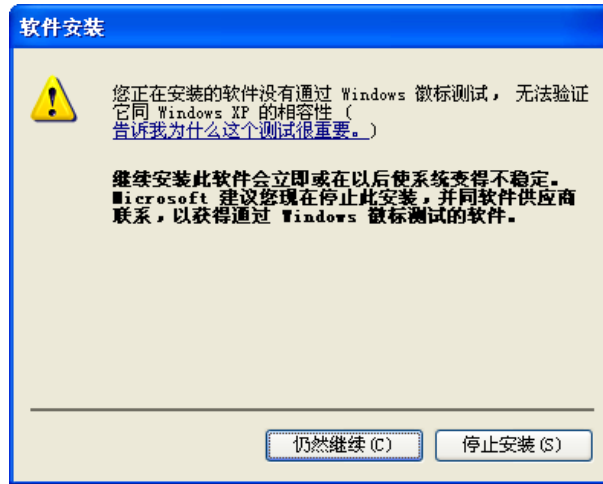 软件安装
您正在安装的软件没有通过 Windows 徽标测试， 无法验证
它同 Windows XP 的相容性 (
告诉我为什么这个测试很重要。)
继续安装此软件会立即或在以后使系统变得不稳定。
Microsoft 建议您现在停止此安装，并同软件供应商
联系，以获得通过 Windows 徽标测试的软件。
仍然继续(C)
停止安装(S)